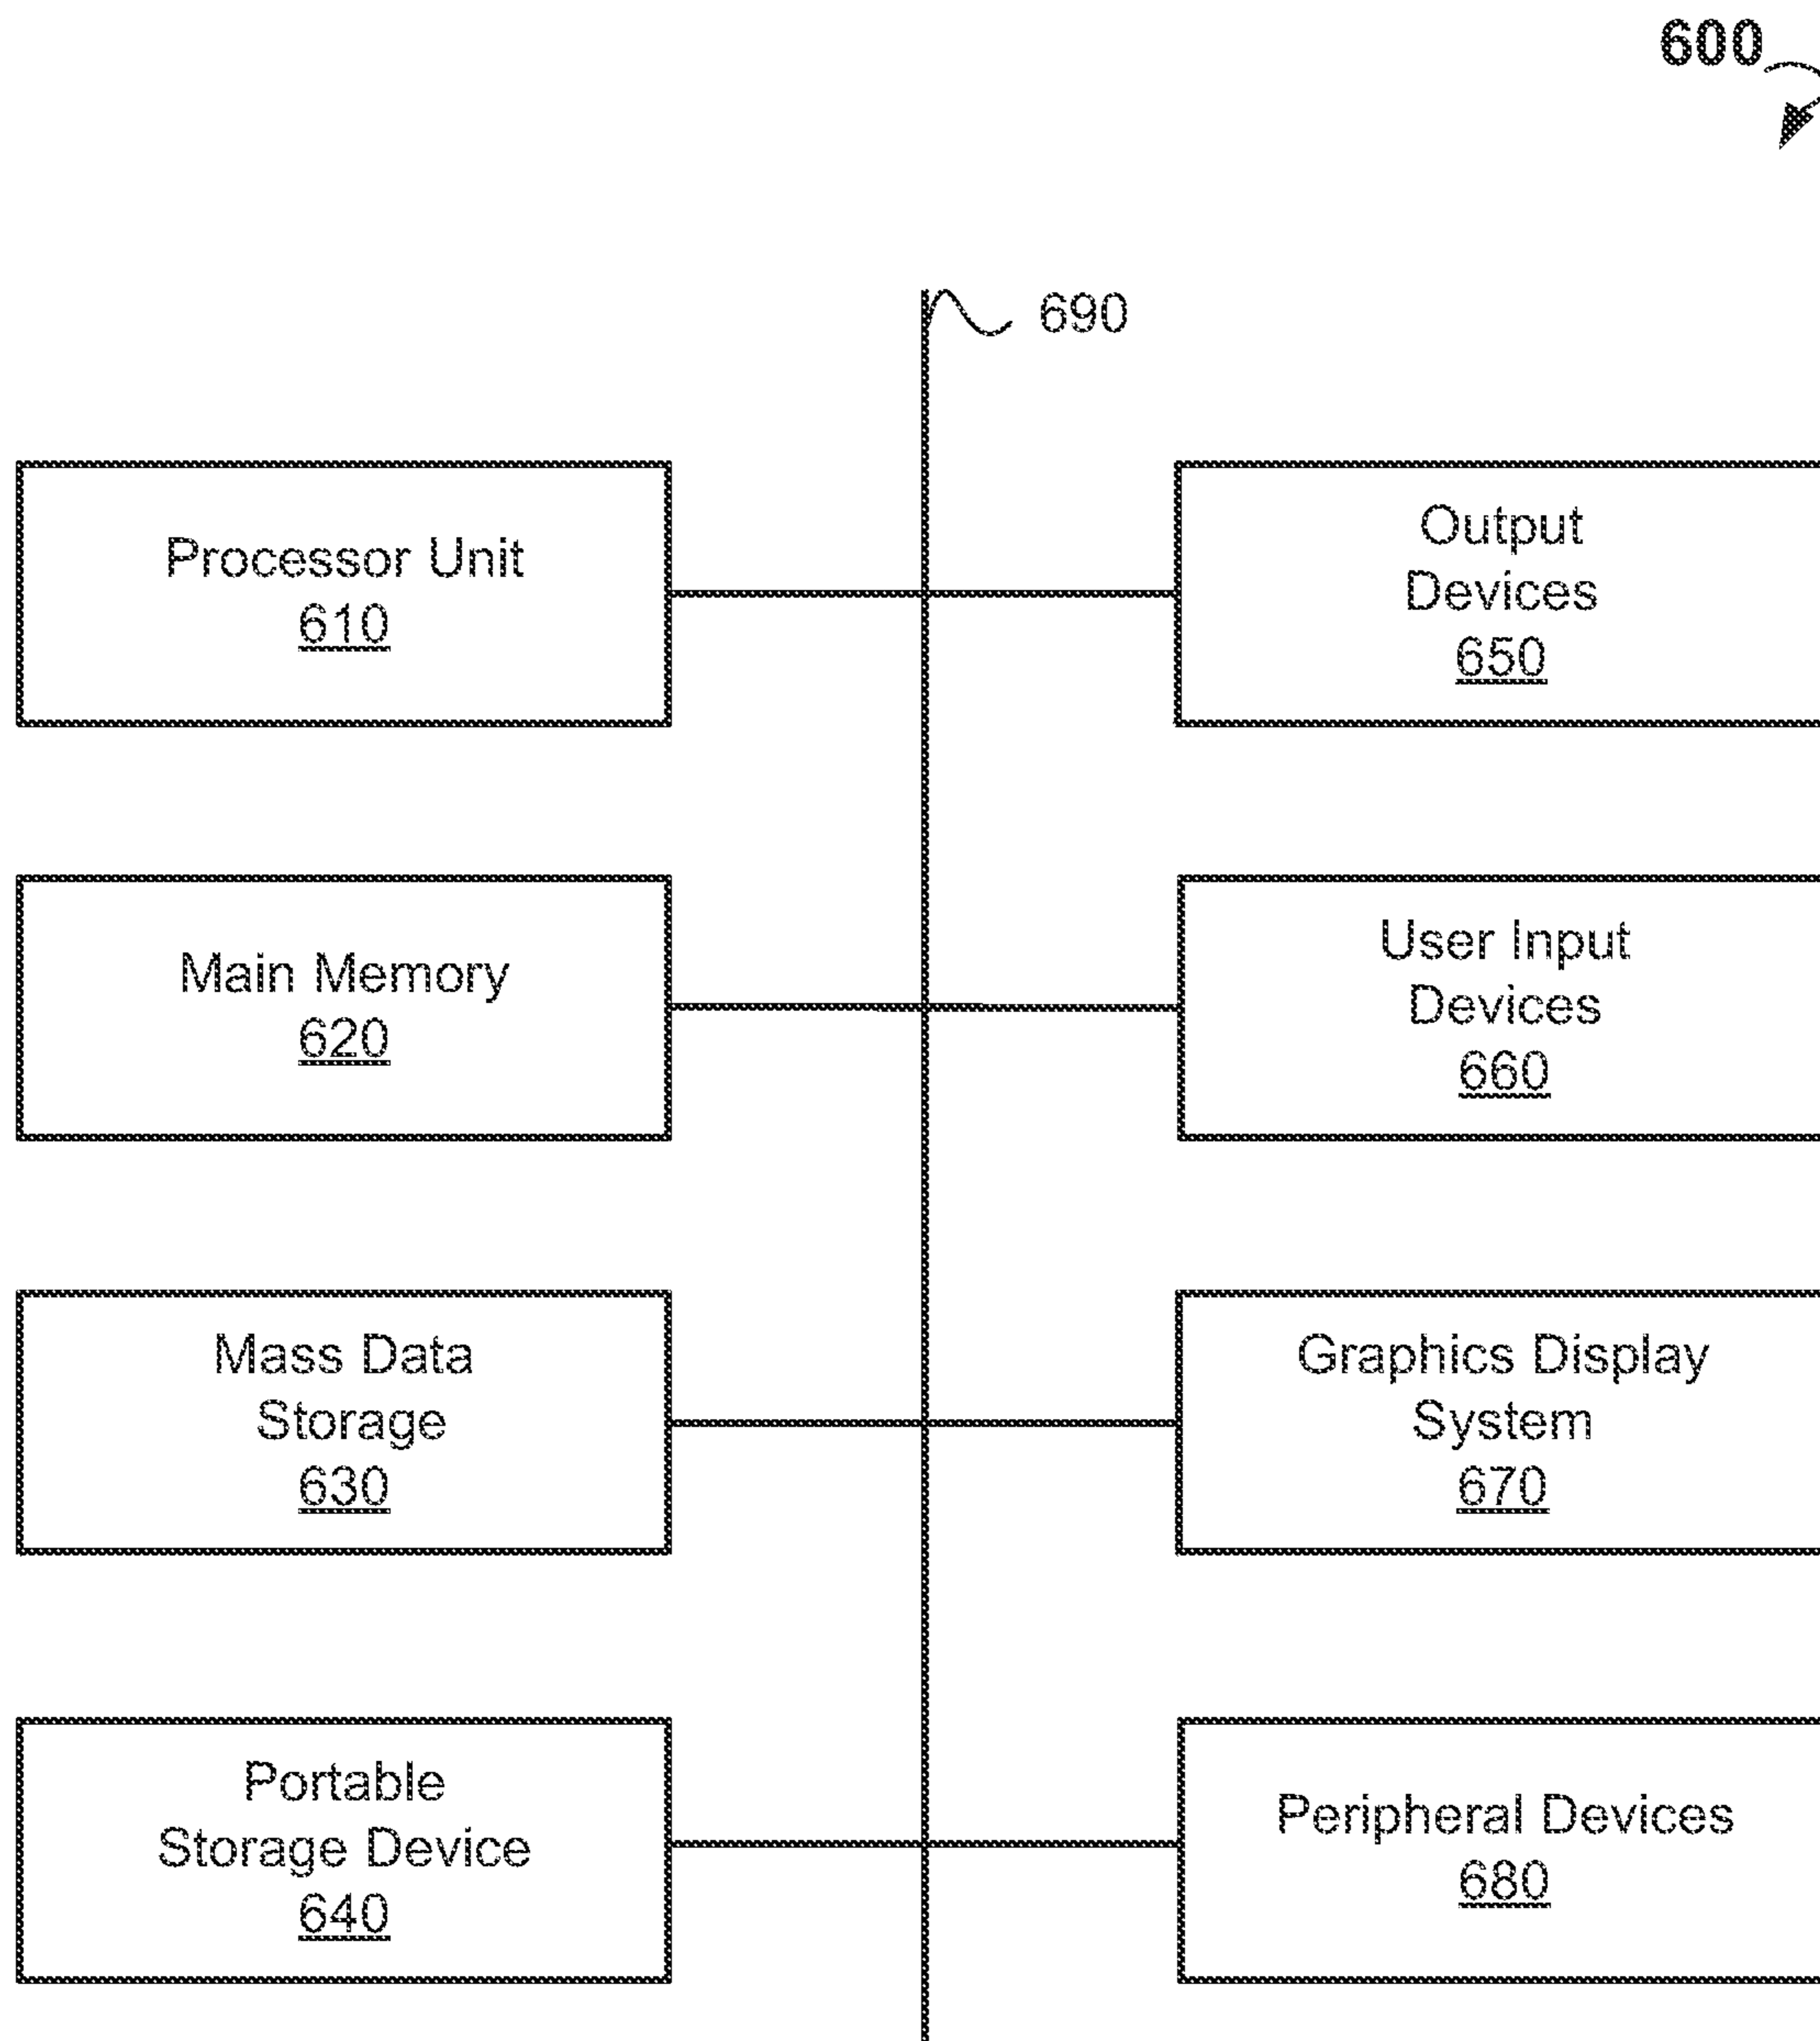 600
690
Processor Unit
610
Output
Devices
650
Main Memory
620
User Input
Devices
660
Mass Data
Storage
630
Graphics Display
System
670
Portable
Storage Device
640
Peripheral Devices
680